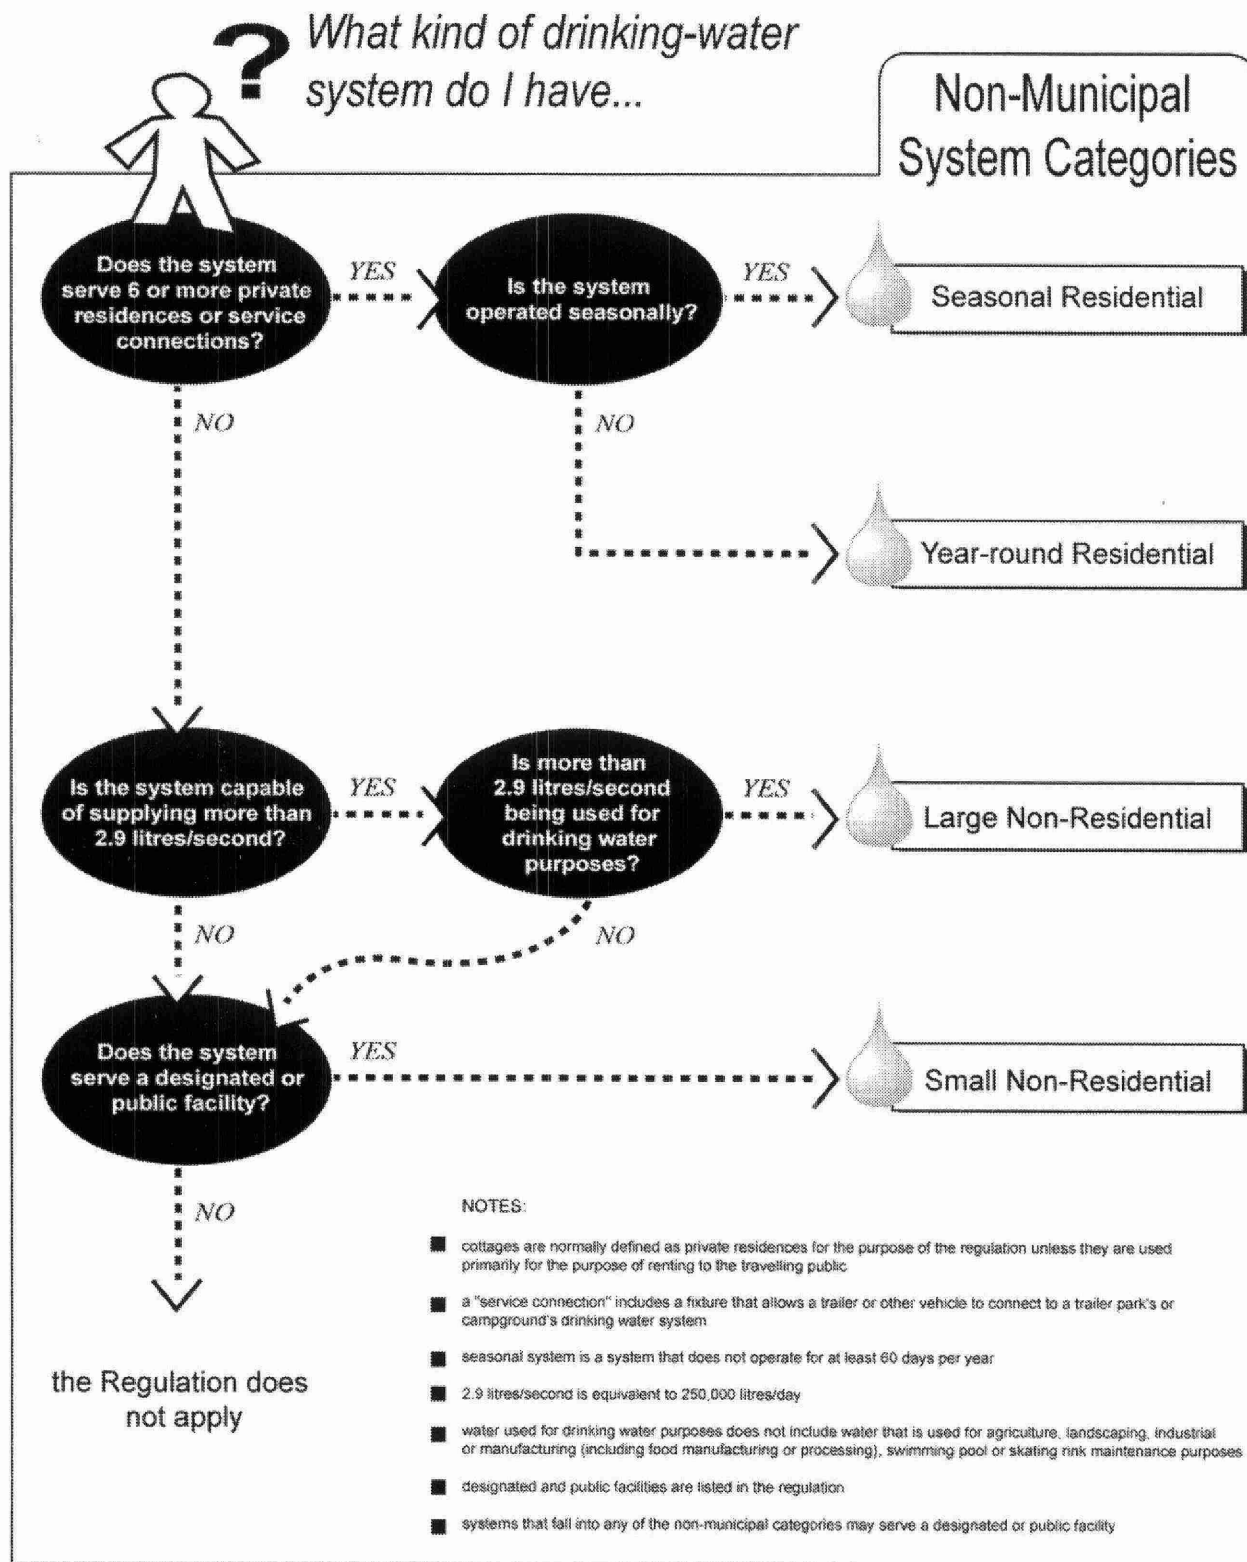 ?
What kind of drinking-water
system do I have...
Non-Municipal
System Categories
Does the system
serve 6 or more private
residences or service
connections?
YES
Is the system
operated seasonally?
YES
Seasonal Residential
NO
NO
Year-round Residential
Is the system capable
of supplying more than
2.9 litres/second?
YES
Is more than
2.9 litres/second
being used for
drinking water
purposes?
YES
Large Non-Residential
NO
NO
Does the system
serve a designated or
public facility?
YES
Small Non-Residential
NO
the Regulation does
not apply
NOTES:
cottages are normally defined as private residences for the purpose of the regulation unless they are used
primarily for the purpose of renting to the travelling public
a "service connection" includes a fixture that allows a trailer or other vehicle to connect to a trailer park's or
campground's drinking water system
seasonal system is a system that does not operate for at least 60 days per year
2.9 litres/second is equivalent to 250,000 litres/day
water used for drinking water purposes does not include water that is used for agriculture, landscaping, industrial
or manufacturing (including food manufacturing or processing), swimming pool or skating rink maintenance purposes
designated and public facilities are listed in the regulation
systems that fall into any of the non-municipal categories may serve a designated or public facility